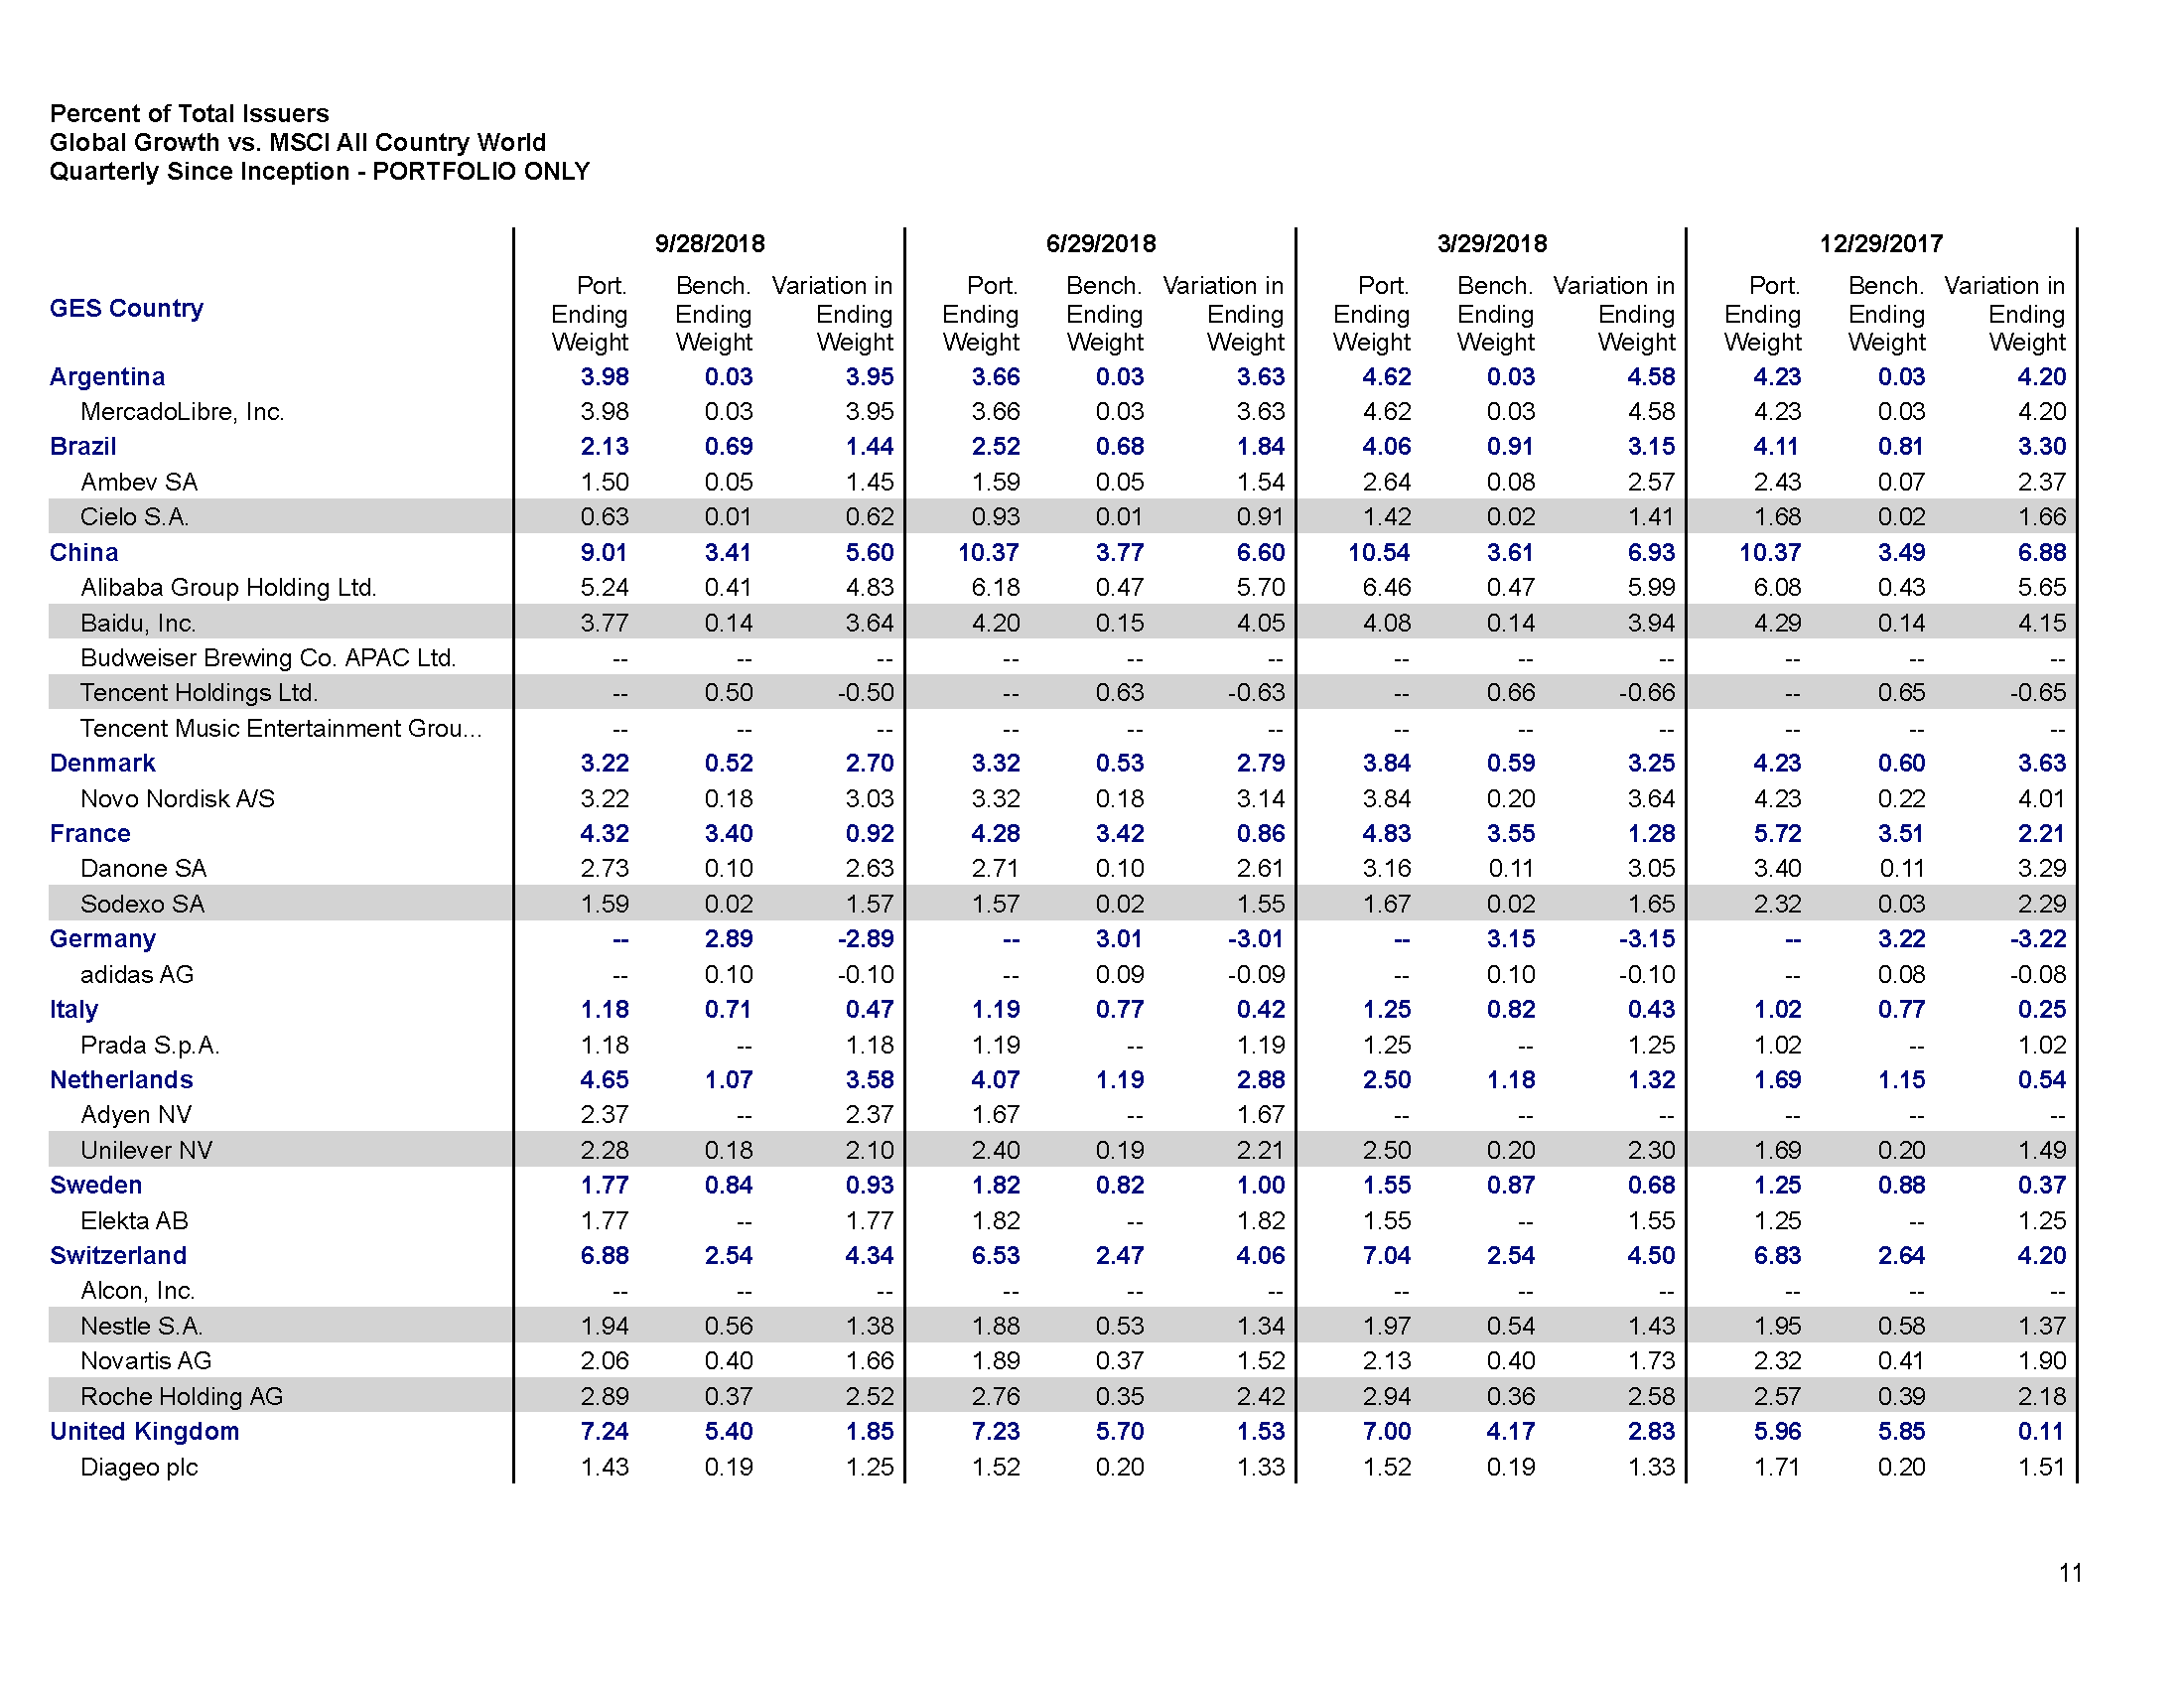 Percent of Total Issuers
Global Growth vs. MSCI All Country World
Quarterly Since Inception - PORTFOLIO ONLY
9/28/2018 6/29/2018 3/29/2018 12/29/2017
GES Country
Port. Bench. Variation in Port. Bench. Variation in Port. Bench. Variation in Port. Bench. Variation in
Ending Ending Ending Ending Ending Ending Ending Ending Ending Ending Ending Ending
Weight Weight Weight Weight Weight Weight Weight Weight Weight Weight Weight Weight
Argentina 3.98 0.03 3.95 3.66 0.03 3.63 4.62 0.03 4.58 4.23 0.03 4.20
MercadoLibre, Inc. 3.98 0.03 3.95 3.66 0.03 3.63 4.62 0.03 4.58 4.23 0.03 4.20
Brazil 2.13 0.69 1.44 2.52 0.68 1.84 4.06 0.91 3.15 4.11 0.81 3.30
Ambev SA 1.50 0.05 1.45 1.59 0.05 1.54 2.64 0.08 2.57 2.43 0.07 2.37
Cielo S.A. 0.63 0.01 0.62 0.93 0.01 0.91 1.42 0.02 1.41 1.68 0.02 1.66
China 9.01 3.41 5.60 10.37 3.77 6.60 10.54 3.61 6.93 10.37 3.49 6.88
Alibaba Group Holding Ltd. 5.24 0.41 4.83 6.18 0.47 5.70 6.46 0.47 5.99 6.08 0.43 5.65
Baidu, Inc. 3.77 0.14 3.64 4.20 0.15 4.05 4.08 0.14 3.94 4.29 0.14 4.15
Budweiser Brewing Co. APAC Ltd. -- -- -- -- -- -- -- -- -- -- -- --
Tencent Holdings Ltd. -- 0.50 -0.50 -- 0.63 -0.63 -- 0.66 -0.66 -- 0.65 -0.65
Tencent Music Entertainment Grou... -- -- -- -- -- -- -- -- -- -- -- --
Denmark 3.22 0.52 2.70 3.32 0.53 2.79 3.84 0.59 3.25 4.23 0.60 3.63
Novo Nordisk A/S 3.22 0.18 3.03 3.32 0.18 3.14 3.84 0.20 3.64 4.23 0.22 4.01
France 4.32 3.40 0.92 4.28 3.42 0.86 4.83 3.55 1.28 5.72 3.51 2.21
Danone SA 2.73 0.10 2.63 2.71 0.10 2.61 3.16 0.11 3.05 3.40 0.11 3.29
Sodexo SA 1.59 0.02 1.57 1.57 0.02 1.55 1.67 0.02 1.65 2.32 0.03 2.29
Germany -- 2.89 -2.89 -- 3.01 -3.01 -- 3.15 -3.15 -- 3.22 -3.22
adidas AG -- 0.10 -0.10 -- 0.09 -0.09 -- 0.10 -0.10 -- 0.08 -0.08
Italy 1.18 0.71 0.47 1.19 0.77 0.42 1.25 0.82 0.43 1.02 0.77 0.25
Prada S.p.A. 1.18 -- 1.18 1.19 -- 1.19 1.25 -- 1.25 1.02 -- 1.02
Netherlands 4.65 1.07 3.58 4.07 1.19 2.88 2.50 1.18 1.32 1.69 1.15 0.54
Adyen NV 2.37 -- 2.37 1.67 -- 1.67 -- -- -- -- -- --
Unilever NV 2.28 0.18 2.10 2.40 0.19 2.21 2.50 0.20 2.30 1.69 0.20 1.49
Sweden 1.77 0.84 0.93 1.82 0.82 1.00 1.55 0.87 0.68 1.25 0.88 0.37
Elekta AB 1.77 -- 1.77 1.82 -- 1.82 1.55 -- 1.55 1.25 -- 1.25
Switzerland 6.88 2.54 4.34 6.53 2.47 4.06 7.04 2.54 4.50 6.83 2.64 4.20
Alcon, Inc. -- -- -- -- -- -- -- -- -- -- -- --
Nestle S.A. 1.94 0.56 1.38 1.88 0.53 1.34 1.97 0.54 1.43 1.95 0.58 1.37
Novartis AG 2.06 0.40 1.66 1.89 0.37 1.52 2.13 0.40 1.73 2.32 0.41 1.90
Roche Holding AG 2.89 0.37 2.52 2.76 0.35 2.42 2.94 0.36 2.58 2.57 0.39 2.18
United Kingdom 7.24 5.40 1.85 7.23 5.70 1.53 7.00 4.17 2.83 5.96 5.85 0.11
Diageo plc 1.43 0.19 1.25 1.52 0.20 1.33 1.52 0.19 1.33 1.71 0.20 1.51
11